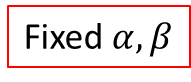 Fixed 𝛼, 𝛽